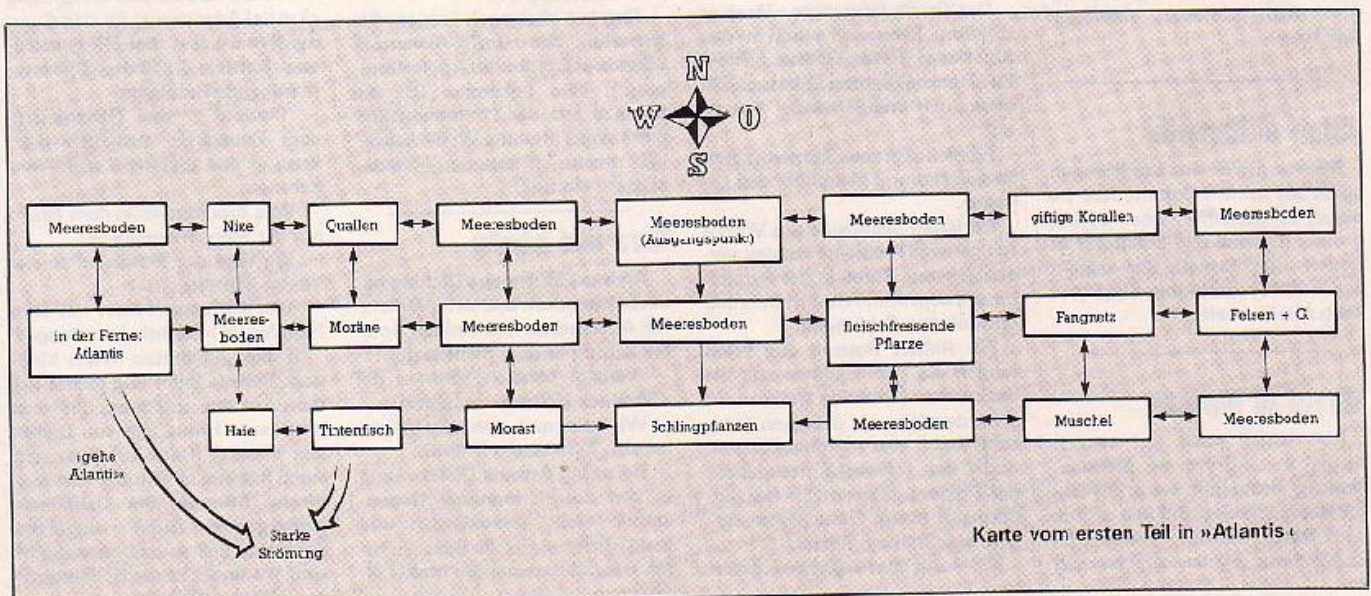 N
W O
S
Meeresboden
Nixe
Quallen
Meeresboden
Meeresboden
(Ausgangspunkt)
Meeresboden
giftige Korallen
Meeresboden
in der Ferne:
Atlantis
Meeres-
boden
Moräne
Meeresboden
Meeresboden
fleischfressende
Pflanze
Fangnetz
Felsen + G.
Haie
Tintenfisch
Morast
Schlingpflanzen
Meeresboden
Muschel
Meeresboden
»gehe
Atlantis«
Starke
Strömung
Karte vom ersten Teil in »Atlantis«